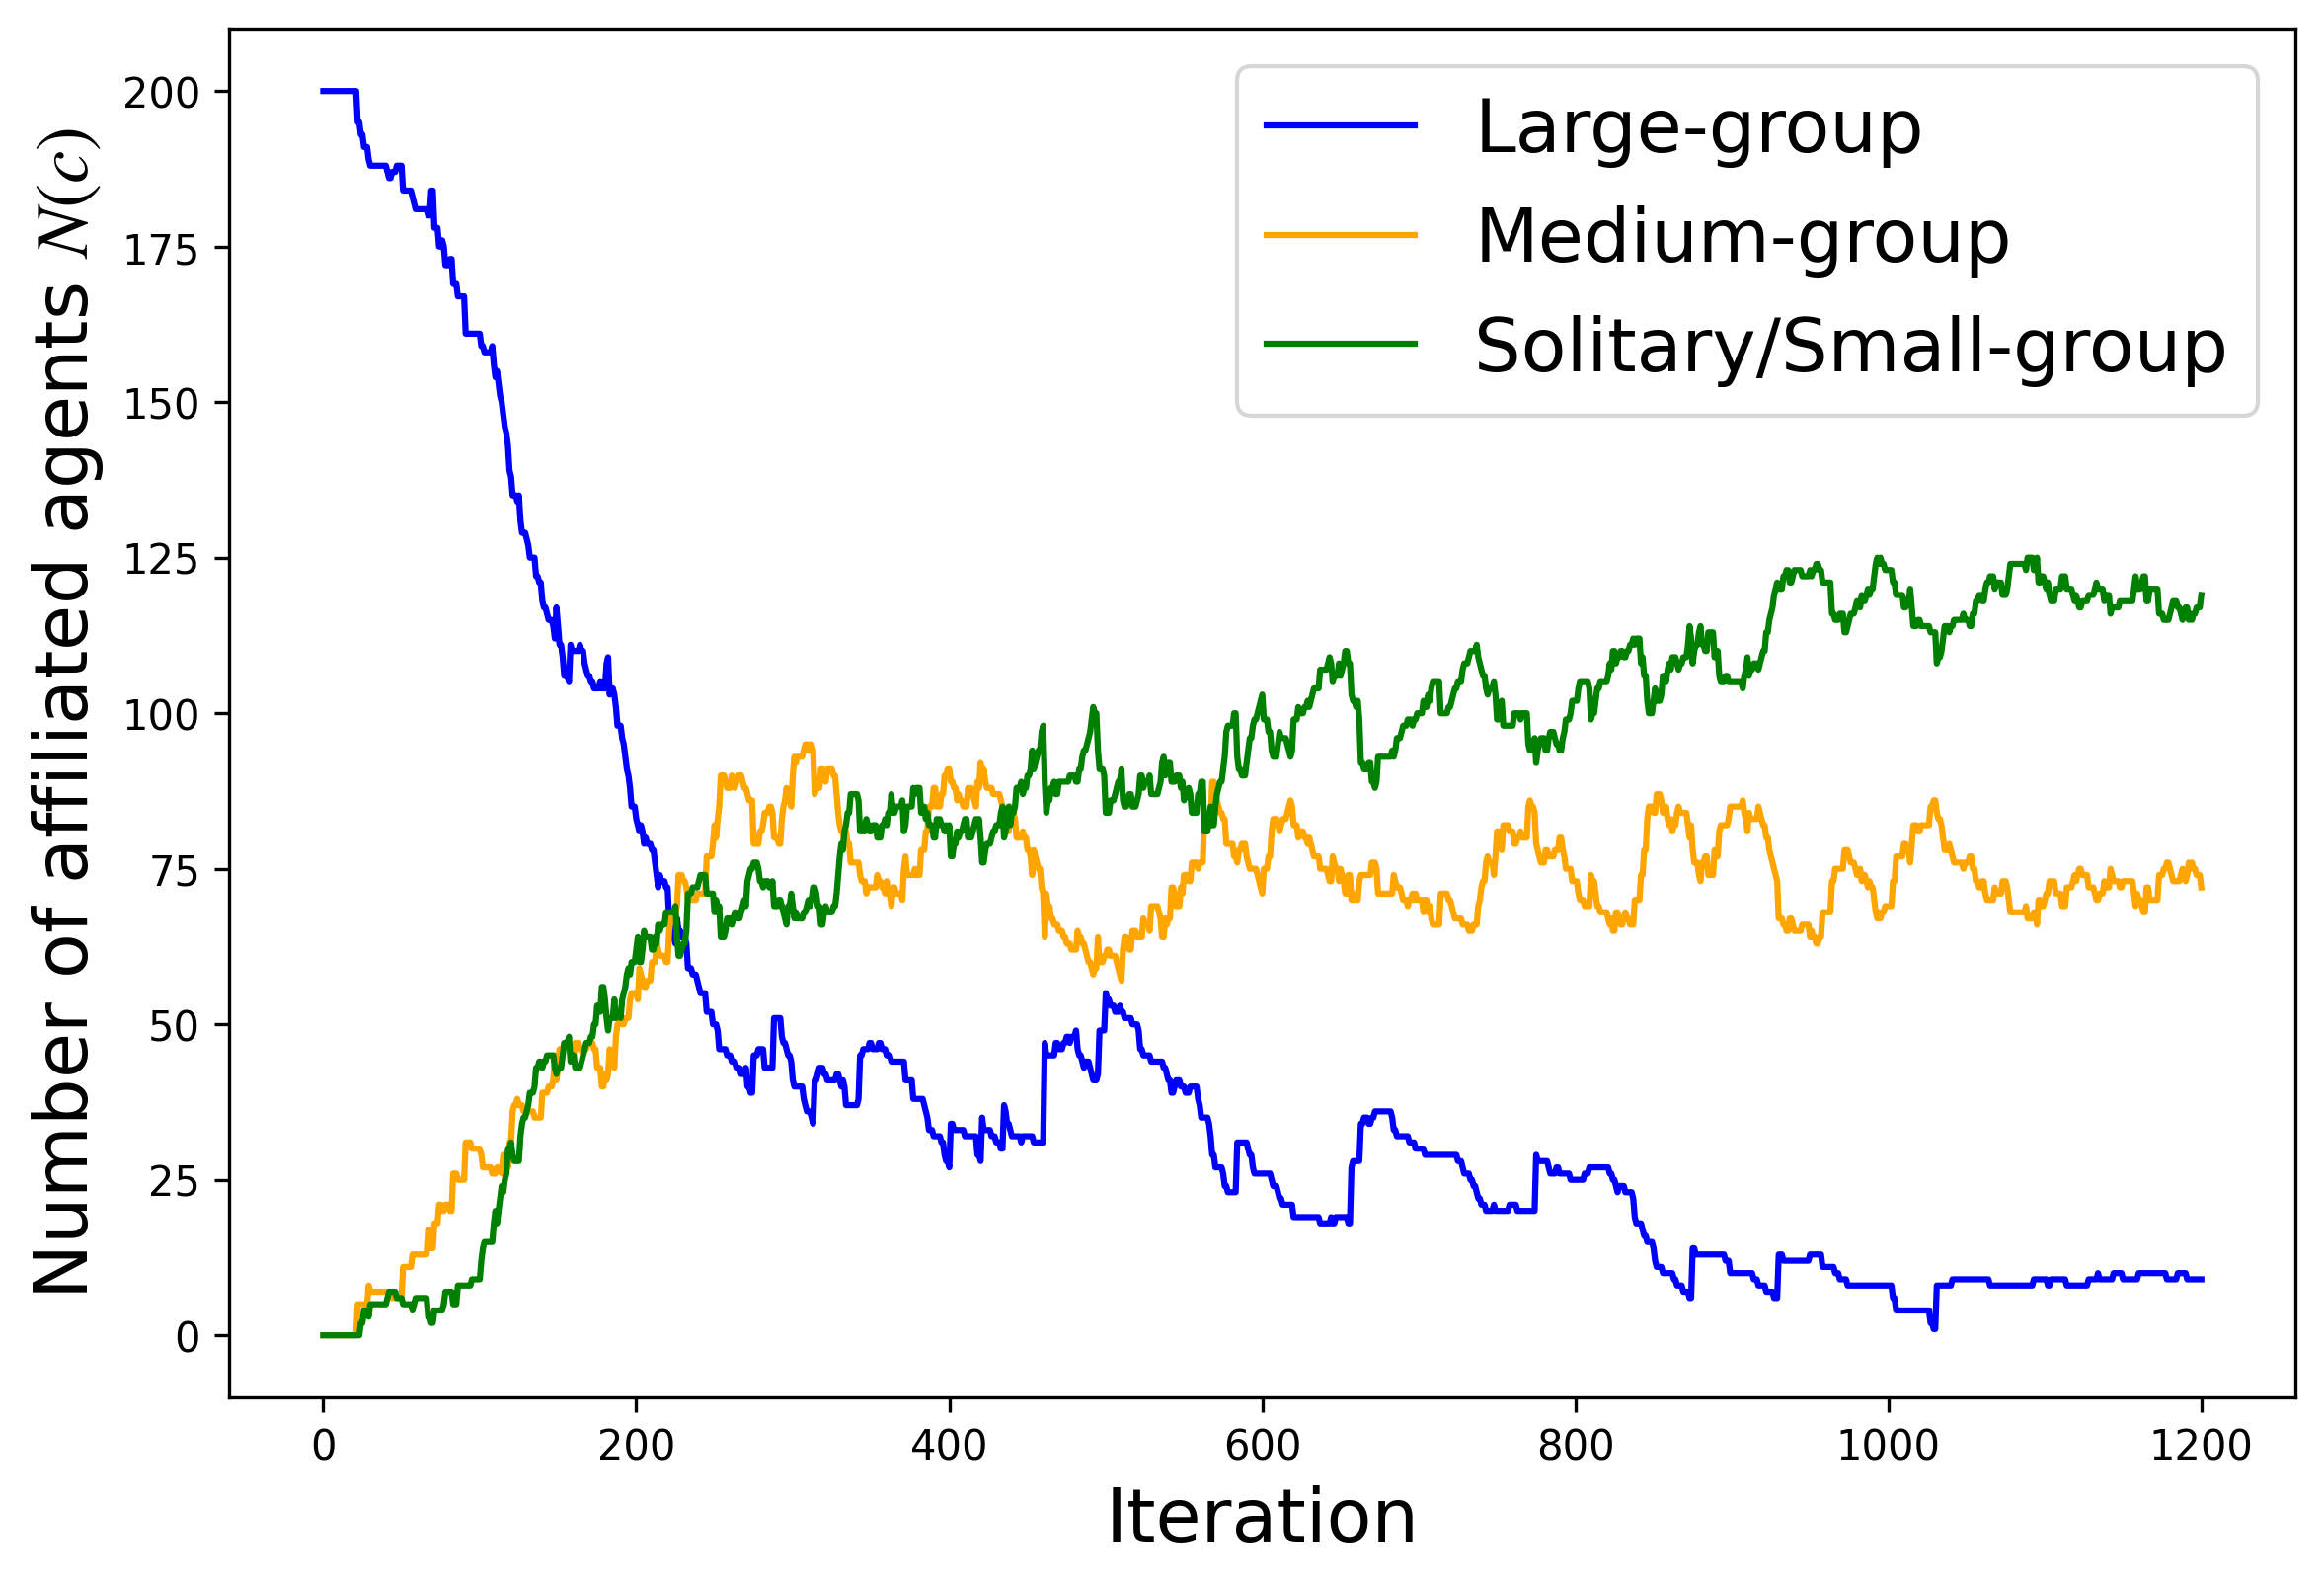 Number of affiliated agents N(c)
200
175
150
125
100
75
50
25
0
Large-group
Medium-group
Solitary/Small-group
0 200 400 600 800 1000 1200
Iteration